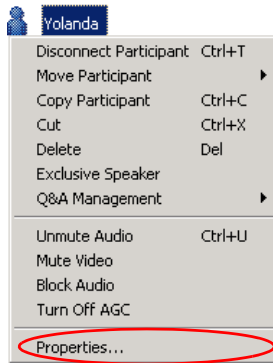 Yolanda
Disconnect Participant Ctrl+T
Move Participant
Copy Participant Ctrl+C
Cut Ctrl+X
Delete Del
Exclusive Speaker
Q&A Management
Unmute Audio Ctrl+U
Mute Video
Block Audio
Turn Off AGC
Properties...